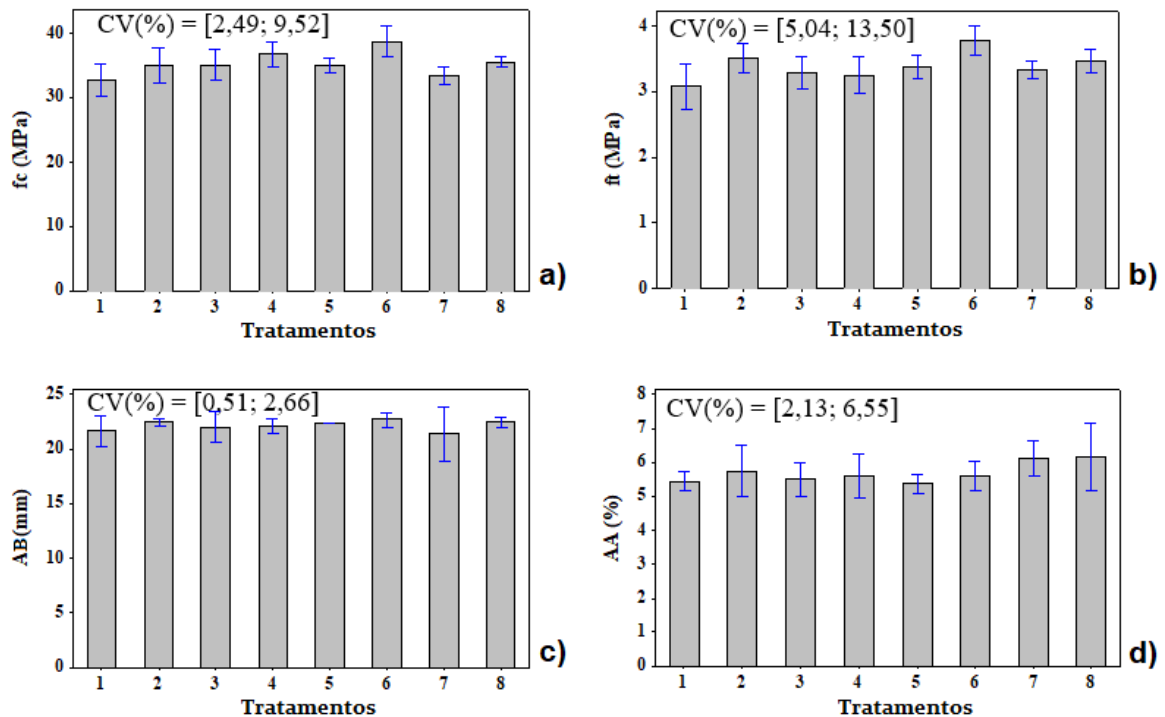 CV(%) = [2,49; 9,52]
40
30
20
10
0
fc (MPa)
1 2 3 4 5 6 7 8
Tratamentos
a)
CV(%) = [5,04; 13,50]
4
3
2
1
0
ft (MPa)
1 2 3 4 5 6 7 8
Tratamentos
b)
CV(%) = [0,51; 2,66]
25
20
15
10
5
0
AB(mm)
1 2 3 4 5 6 7 8
Tratamentos
c)
CV(%) = [2,13; 6,55]
8
7
6
5
4
3
2
1
0
AA (%)
1 2 3 4 5 6 7 8
Tratamentos
d)